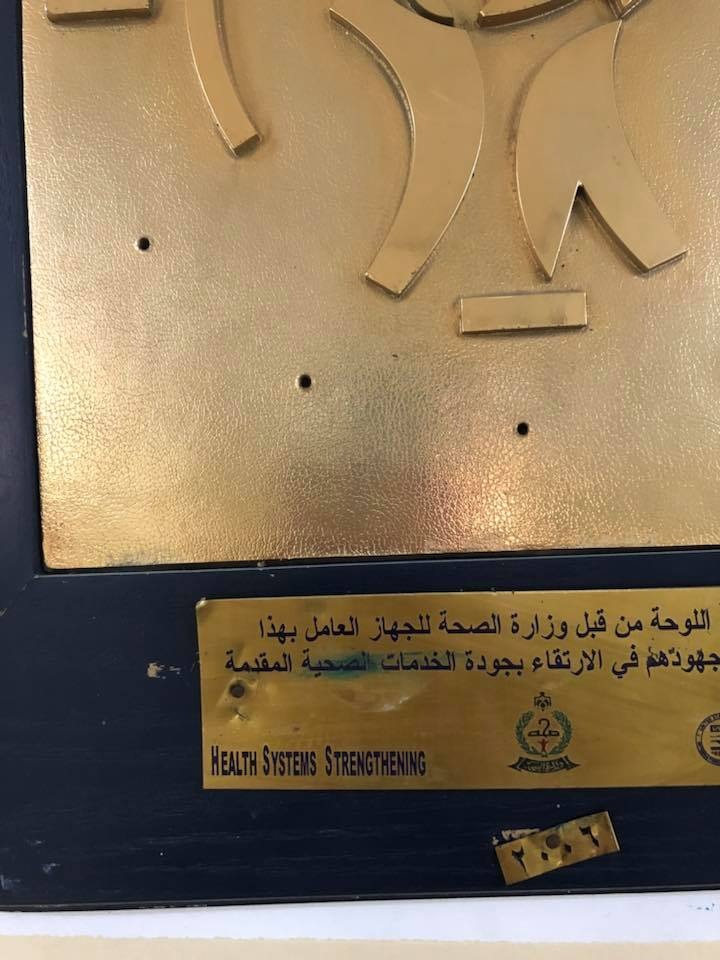 اللوحة من قبل وزارة الصحة للجهاز العامل بهذا
جهودهم في الارتقاء بجودة الخدمات الصحية المقدمة
HEALTH SYSTEMS STRENGTHENING
٢٠٠٦